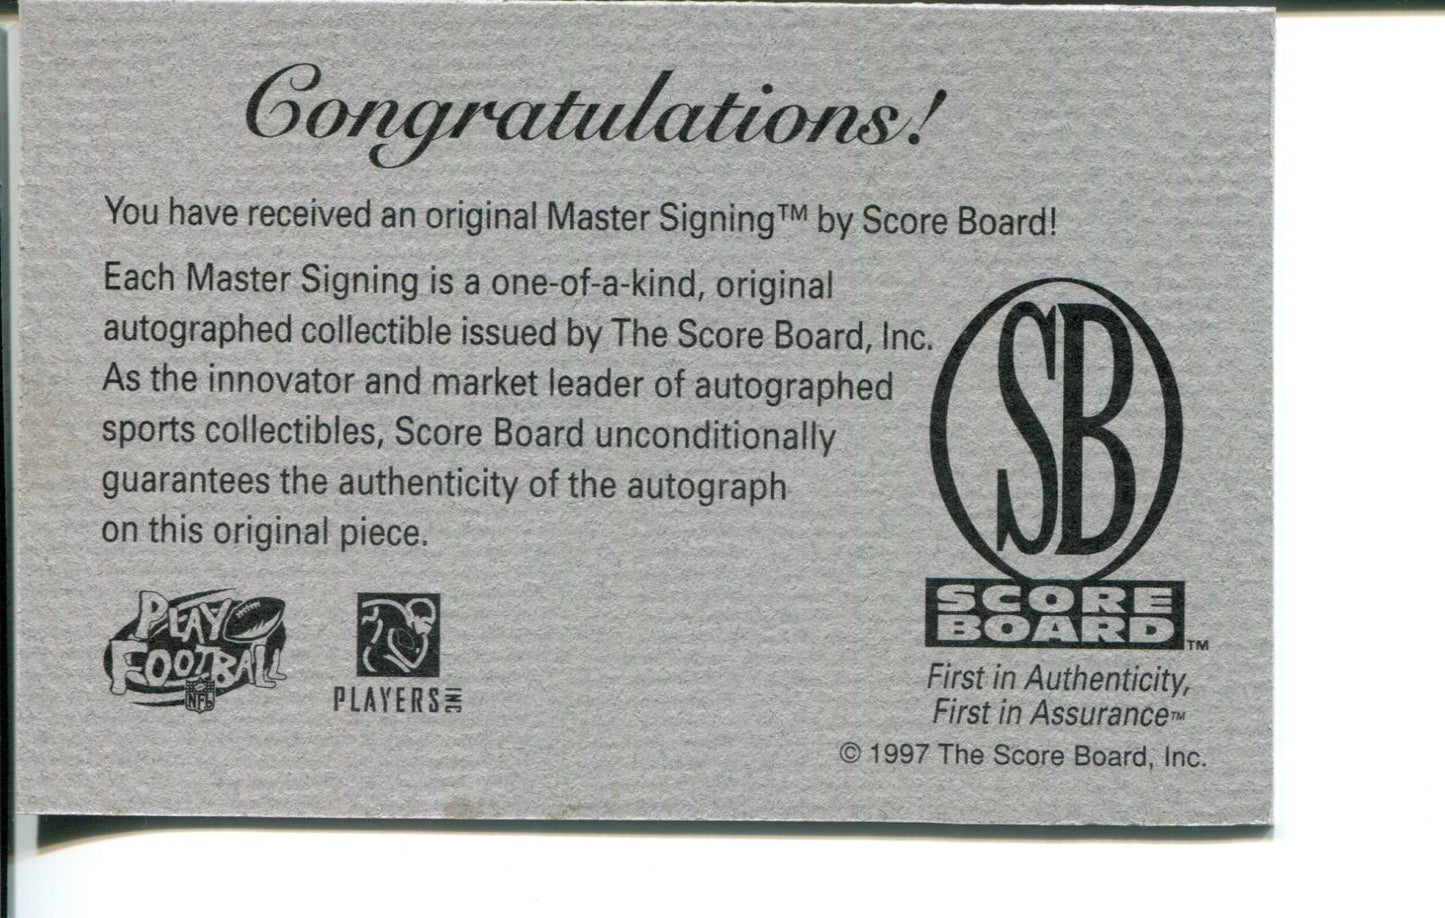 Congratulations!
You have received an original Master Signing™ by Score Board!
Each Master Signing is a one-of-a-kind, original
autographed collectible issued by The Score Board, Inc.
As the innovator and market leader of autographed
sports collectibles, Score Board unconditionally
guarantees the authenticity of the autograph
on this original piece.
PLAY
FOOTBALL
NFL
PLAYERS INC
SB
SCORE
BOARD™
First in Authenticity,
First in Assurance™
© 1997 The Score Board, Inc.